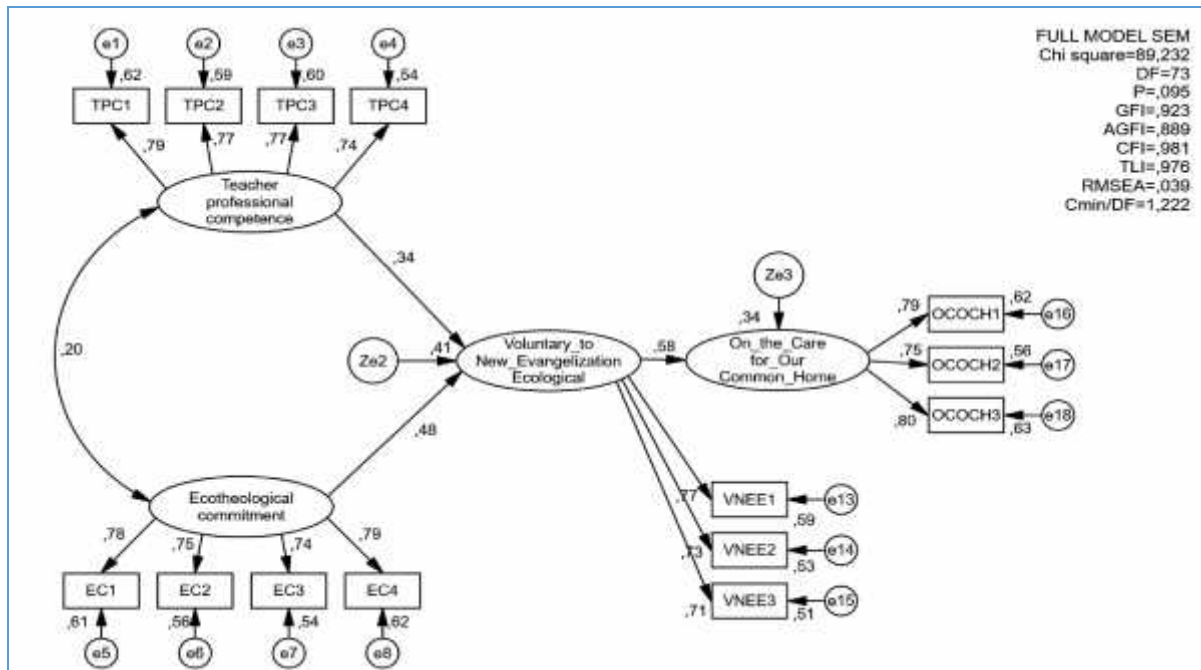 e1
e2
e3
e4
,62
,59
,60
,54
TPC1
TPC2
TPC3
TPC4
,79
,77
,77
,74
Teacher
professional
competence
FULL MODEL SEM
Chi square=89,232
DF=73
P=,095
GFI=,923
AGFI=,889
CFI=,981
TLI=,976
RMSEA=,039
Cmin/DF=1,222
,34
,20
Ze2
,41
Voluntary_to
New_Evangelization
Ecological
,58
Ze3
,34
On_the_Care
for_Our
Common_Home
,79
OCOCH1
,62
e16
,75
OCOCH2
,56
e17
,80
OCOCH3
,63
e18
,48
Ecotheological
commitment
,78
,75
,74
,79
EC1
EC2
EC3
EC4
,61
,56
,54
,62
e5
e6
e7
e8
,77
VNEE1
,59
e13
,73
VNEE2
,53
e14
,71
VNEE3
,51
e15